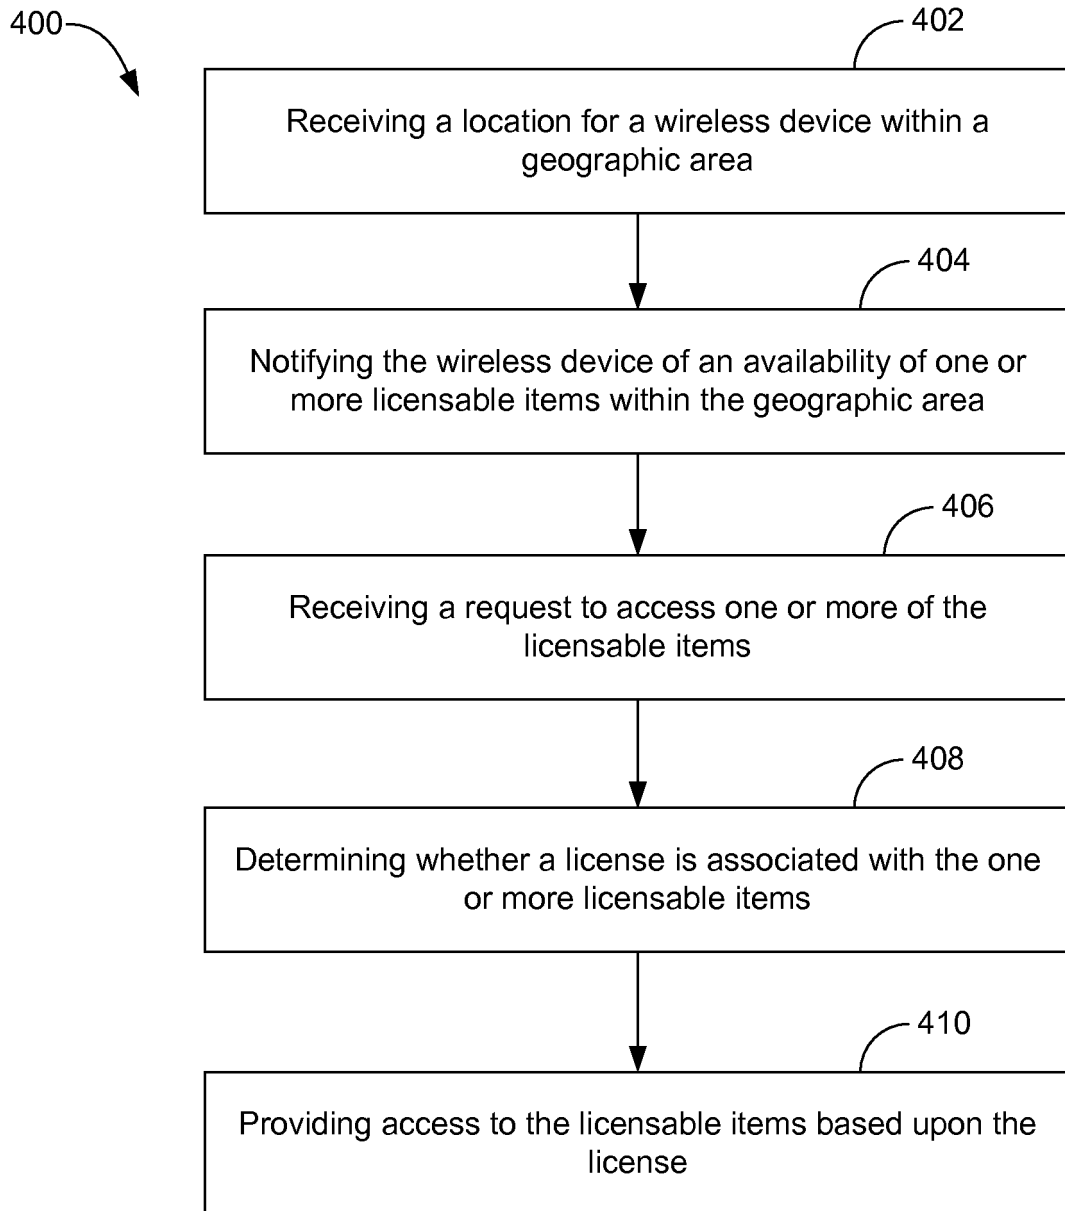 400
402
Receiving a location for a wireless device within a
geographic area
404
Notifying the wireless device of an availability of one or
more licensable items within the geographic area
406
Receiving a request to access one or more of the
licensable items
408
Determining whether a license is associated with the one
or more licensable items
410
Providing access to the licensable items based upon the
license